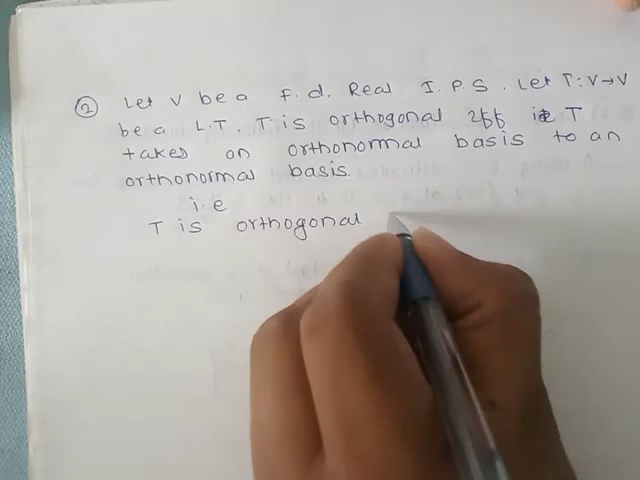 ② Let V be a f.d. Real I.P.S. Let T:V→V
be a L.T. T is orthogonal iff T
takes an orthonormal basis to an
orthonormal basis.
i.e
T is orthogonal